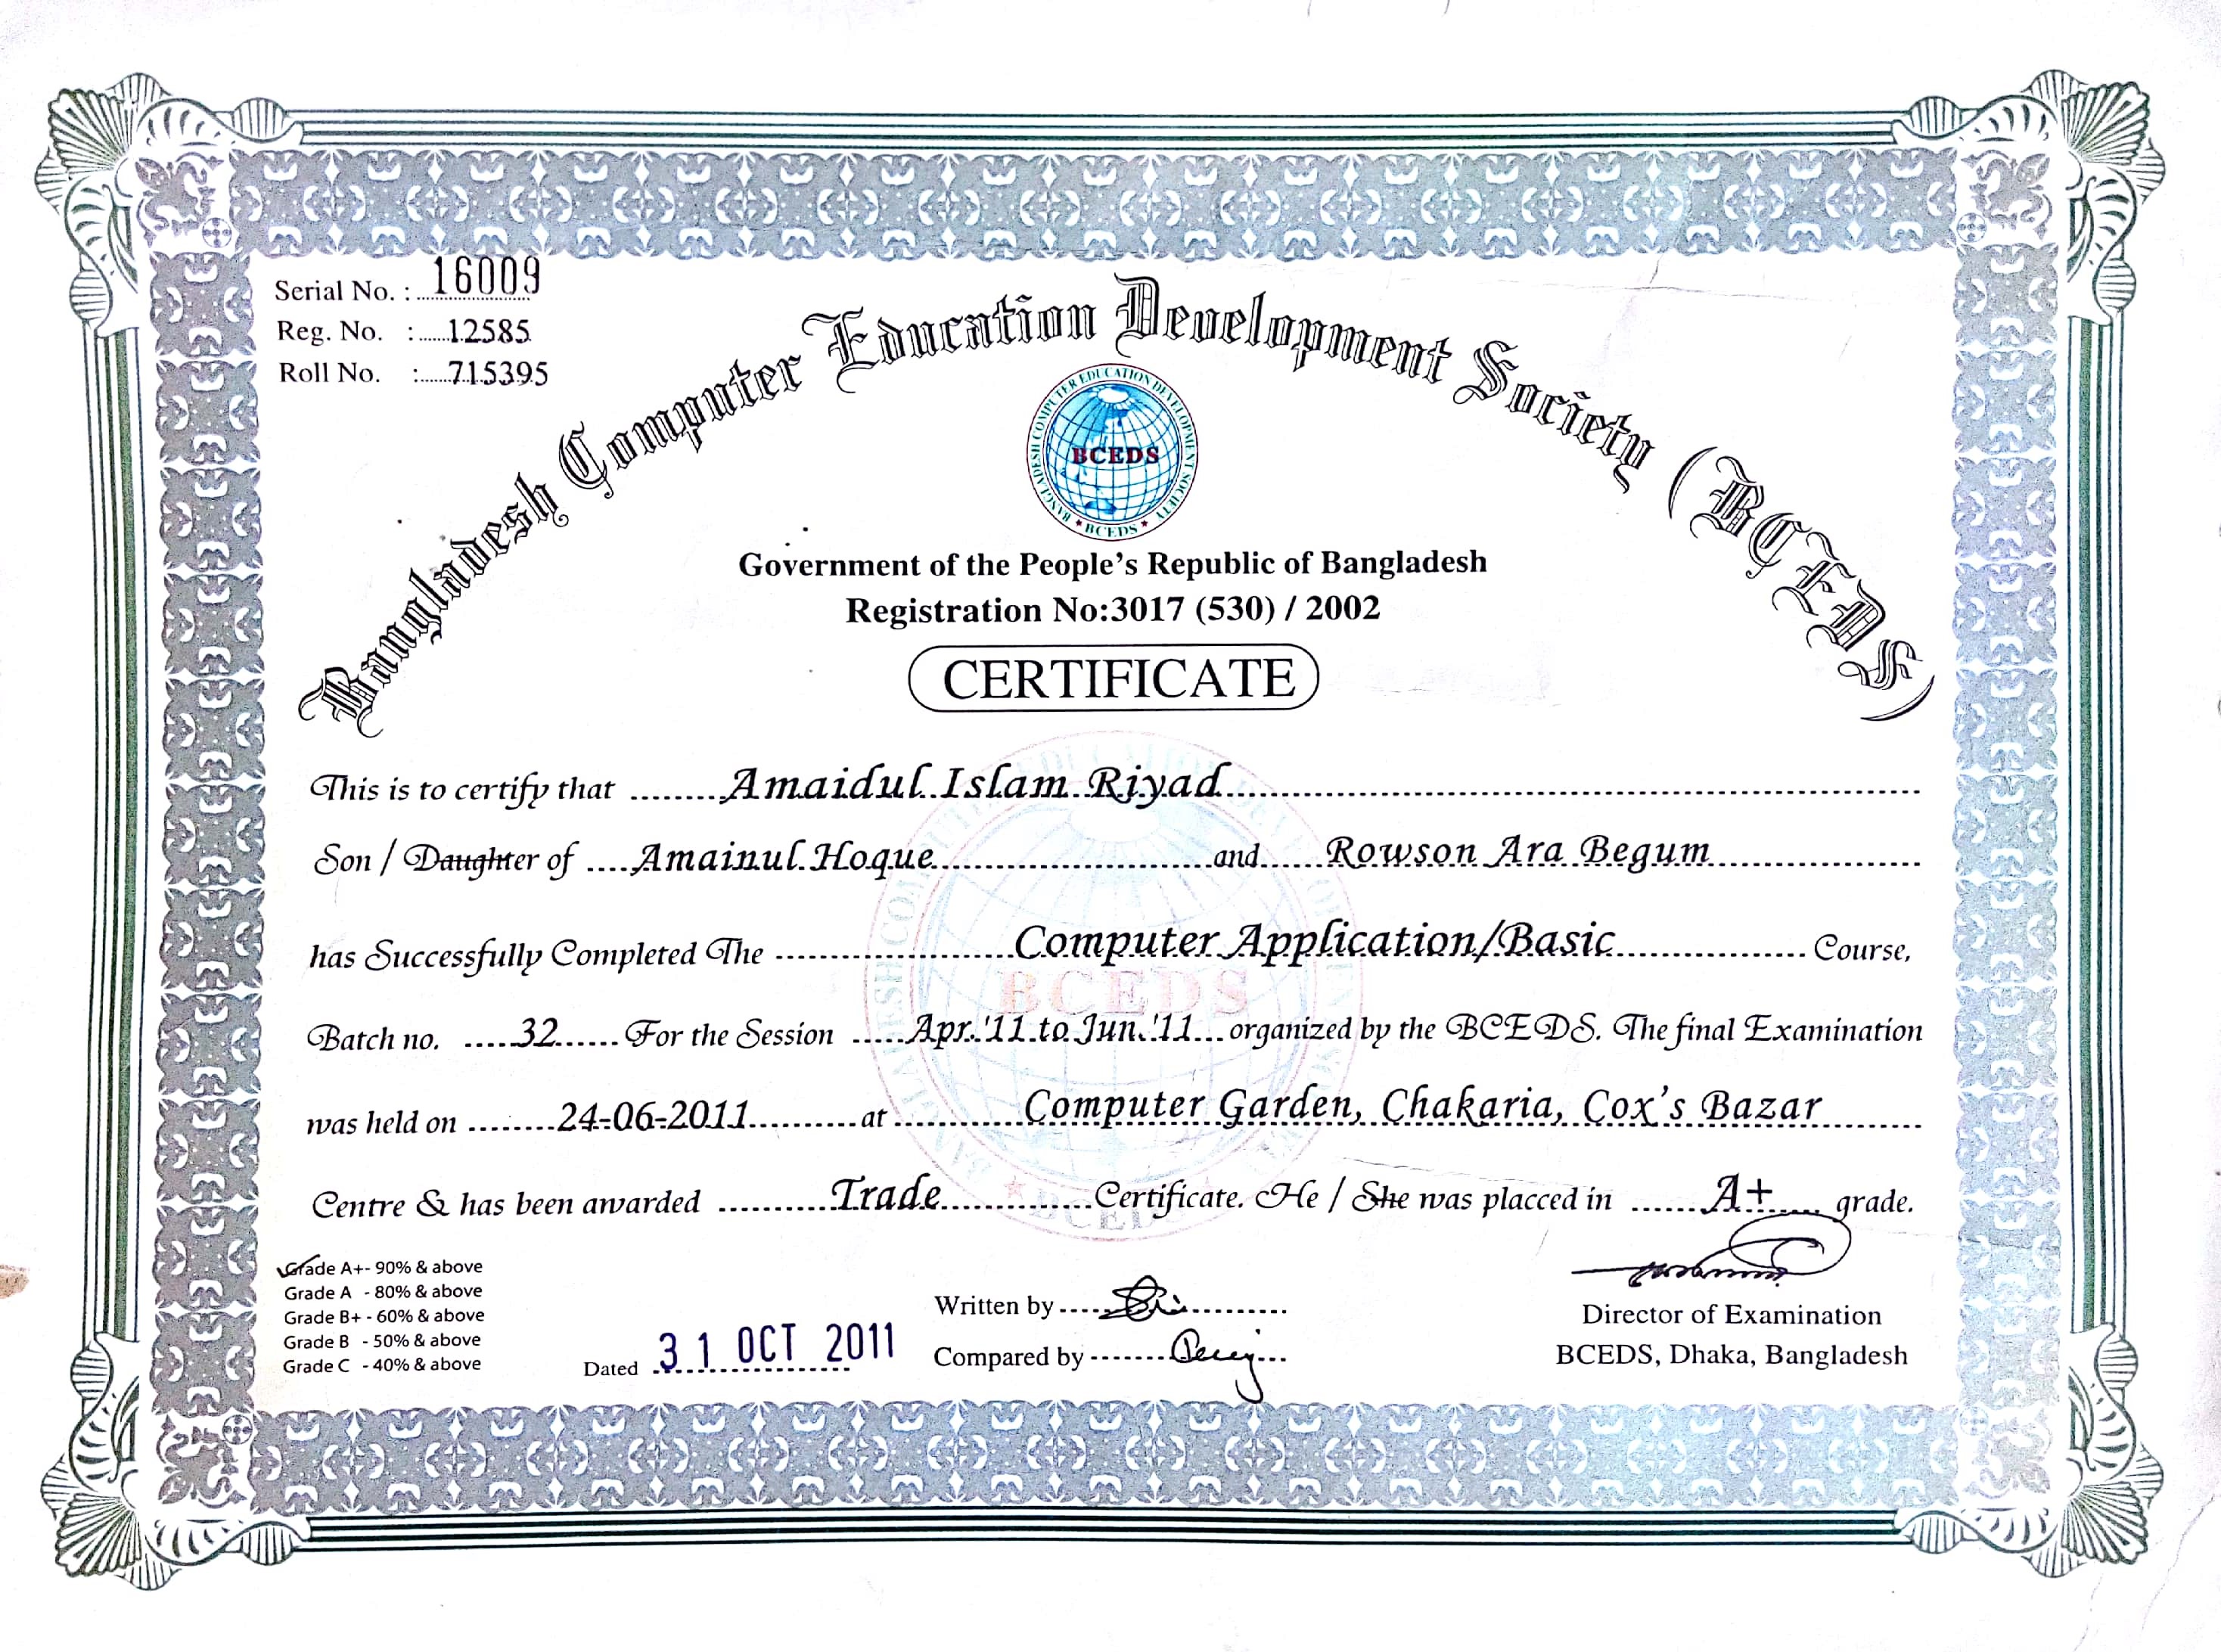 Serial No. : 16009
Reg. No. : 12585
Roll No. : 715395
Bangladesh Computer Education Development Society (BCEDS)
BANGLADESH COMPUTER EDUCATION DEVELOPMENT SOCIETY
BCEDS
★ BCEDS ★
Government of the People's Republic of Bangladesh
Registration No:3017 (530) / 2002
CERTIFICATE
This is to certify that ........Amaidul Islam Riyad........
Son / Daughter of ....Amainul Hoque........and.....Rowson Ara Begum........
has Successfully Completed The ........Computer Application/Basic........ Course,
Batch no. .....32...... For the Session .....Apr.'11 to Jun.'11... organized by the BCEDS. The final Examination
was held on ........24-06-2011.......... at ........Computer Garden, Chakaria, Cox's Bazar........
Centre & has been awarded ..........Trade..........Certificate. He / She was placced in ......A+..... grade.
BCEDS
★ BCEDS ★
Grade A+- 90% & above
Grade A - 80% & above
Grade B+ - 60% & above
Grade B - 50% & above
Grade C - 40% & above
Dated 31 OCT 2011
Written by
Compared by
Director of Examination
BCEDS, Dhaka, Bangladesh